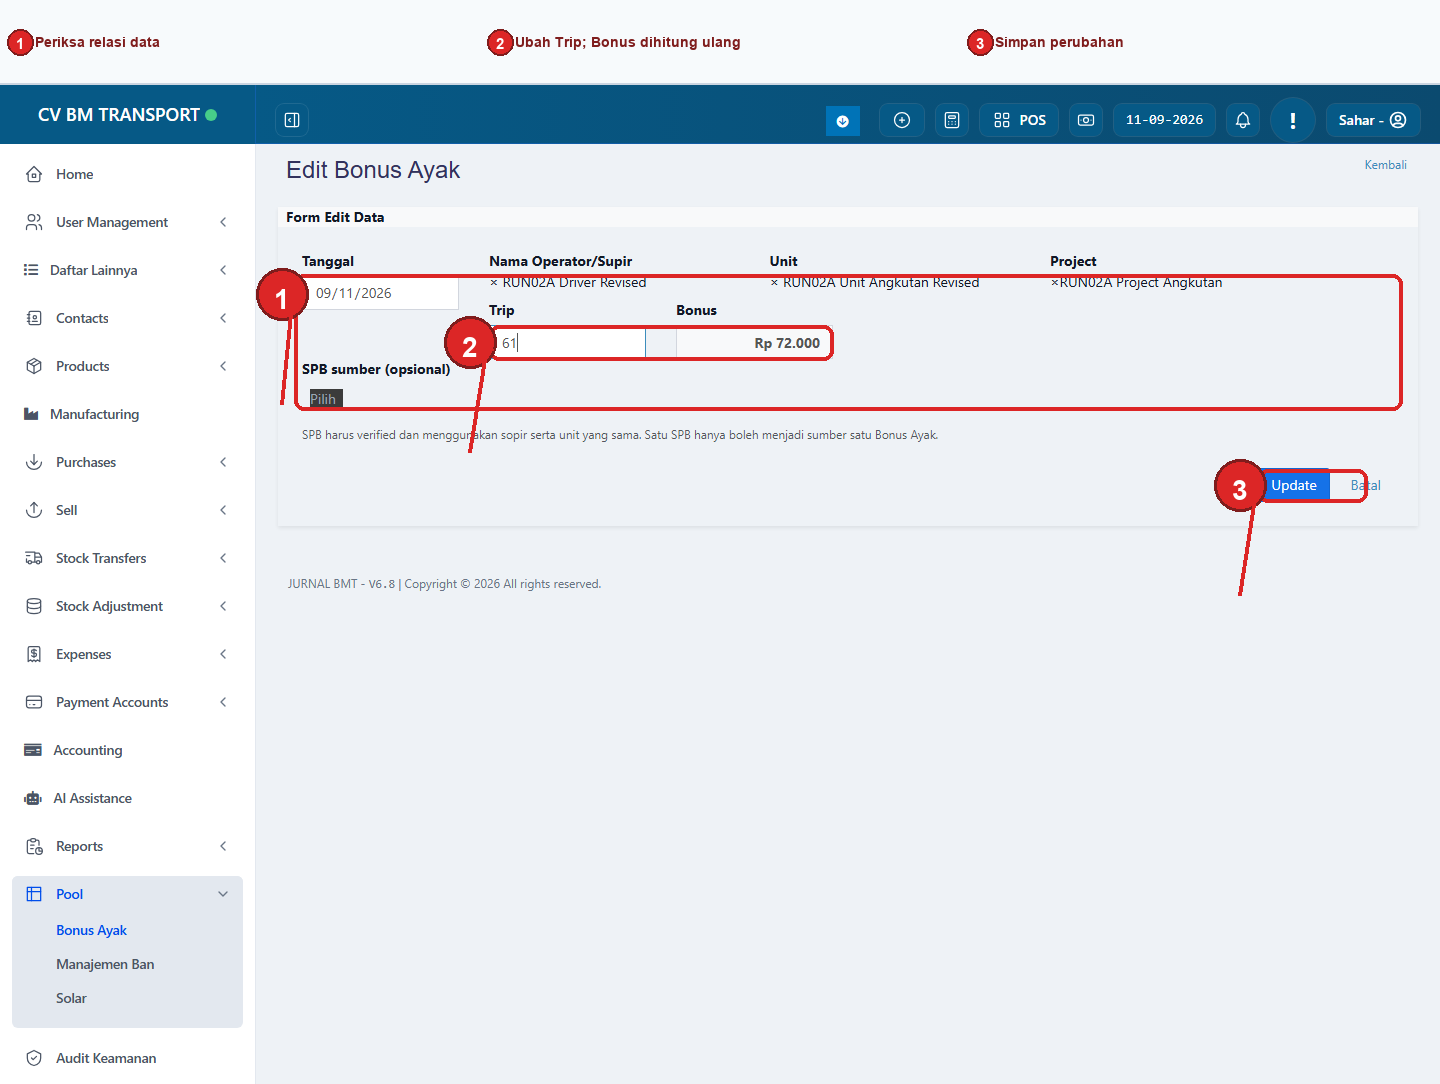 1 Periksa relasi data
2 Ubah Trip; Bonus dihitung ulang
3 Simpan perubahan
CV BM TRANSPORT
POS
11-09-2026
Sahar -
Home
User Management
Daftar Lainnya
Contacts
Products
Manufacturing
Purchases
Sell
Stock Transfers
Stock Adjustment
Expenses
Payment Accounts
Accounting
AI Assistance
Reports
Pool
Bonus Ayak
Manajemen Ban
Solar
Audit Keamanan
Edit Bonus Ayak
Kembali
Form Edit Data
Tanggal
Nama Operator/Supir
Unit
Project
1
09/11/2026
× RUN02A Driver Revised
× RUN02A Unit Angkutan Revised
×RUN02A Project Angkutan
Trip
Bonus
2
61
Rp 72.000
SPB sumber (opsional)
Pilih
SPB harus verified dan menggunakan sopir serta unit yang sama. Satu SPB hanya boleh menjadi sumber satu Bonus Ayak.
3
Update
Batal
JURNAL BMT - V6.8 | Copyright © 2026 All rights reserved.